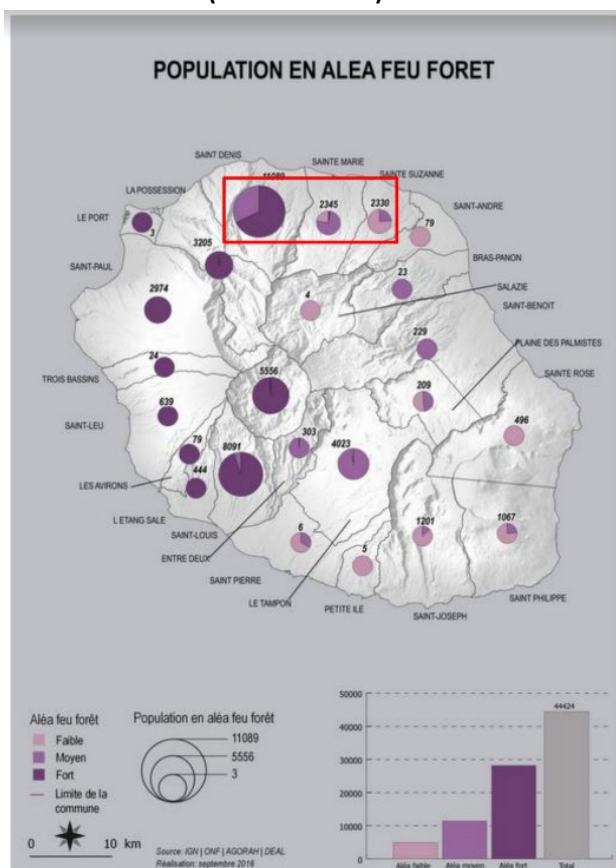 POPULATION EN ALEA FEU FORET
SAINT DENIS
SAINTE MARIE
SAINTE SUZANNE
LA POSSESSION
11089
SAINT-ANDRE
LE PORT
2345
2330
3
79
3205
BRAS-PANON
SAINT-PAUL
23
SALAZIE
2974
4
SAINT-BENOIT
229
PLAINE DES PALMISTES
24
5556
TROIS BASSINS
209
SAINTE ROSE
639
496
SAINT-LEU
303
79
8091
4023
444
LES AVIRONS
L ETANG SALE
1201
1067
SAINT-LOUIS
6
ENTRE DEUX
5
SAINT PIERRE
LE TAMPON
SAINT PHILIPPE
PETITE ILE
SAINT-JOSEPH
Aléa feu forêt
Faible
Moyen
Fort
Limite de la
commune
0 10 km
Population en aléa feu forêt
11089
5556
3
Source: IGN | ONF | AGORAH | DEAL
Réalisation: septembre 2016
50000
44424
40000
30000
20000
10000
0
Aléa faible Aléa moyen Aléa fort Total